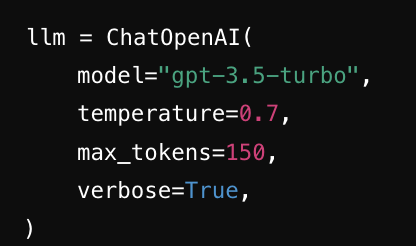 llm = ChatOpenAI(
    model="gpt-3.5-turbo",
    temperature=0.7,
    max_tokens=150,
    verbose=True,
)